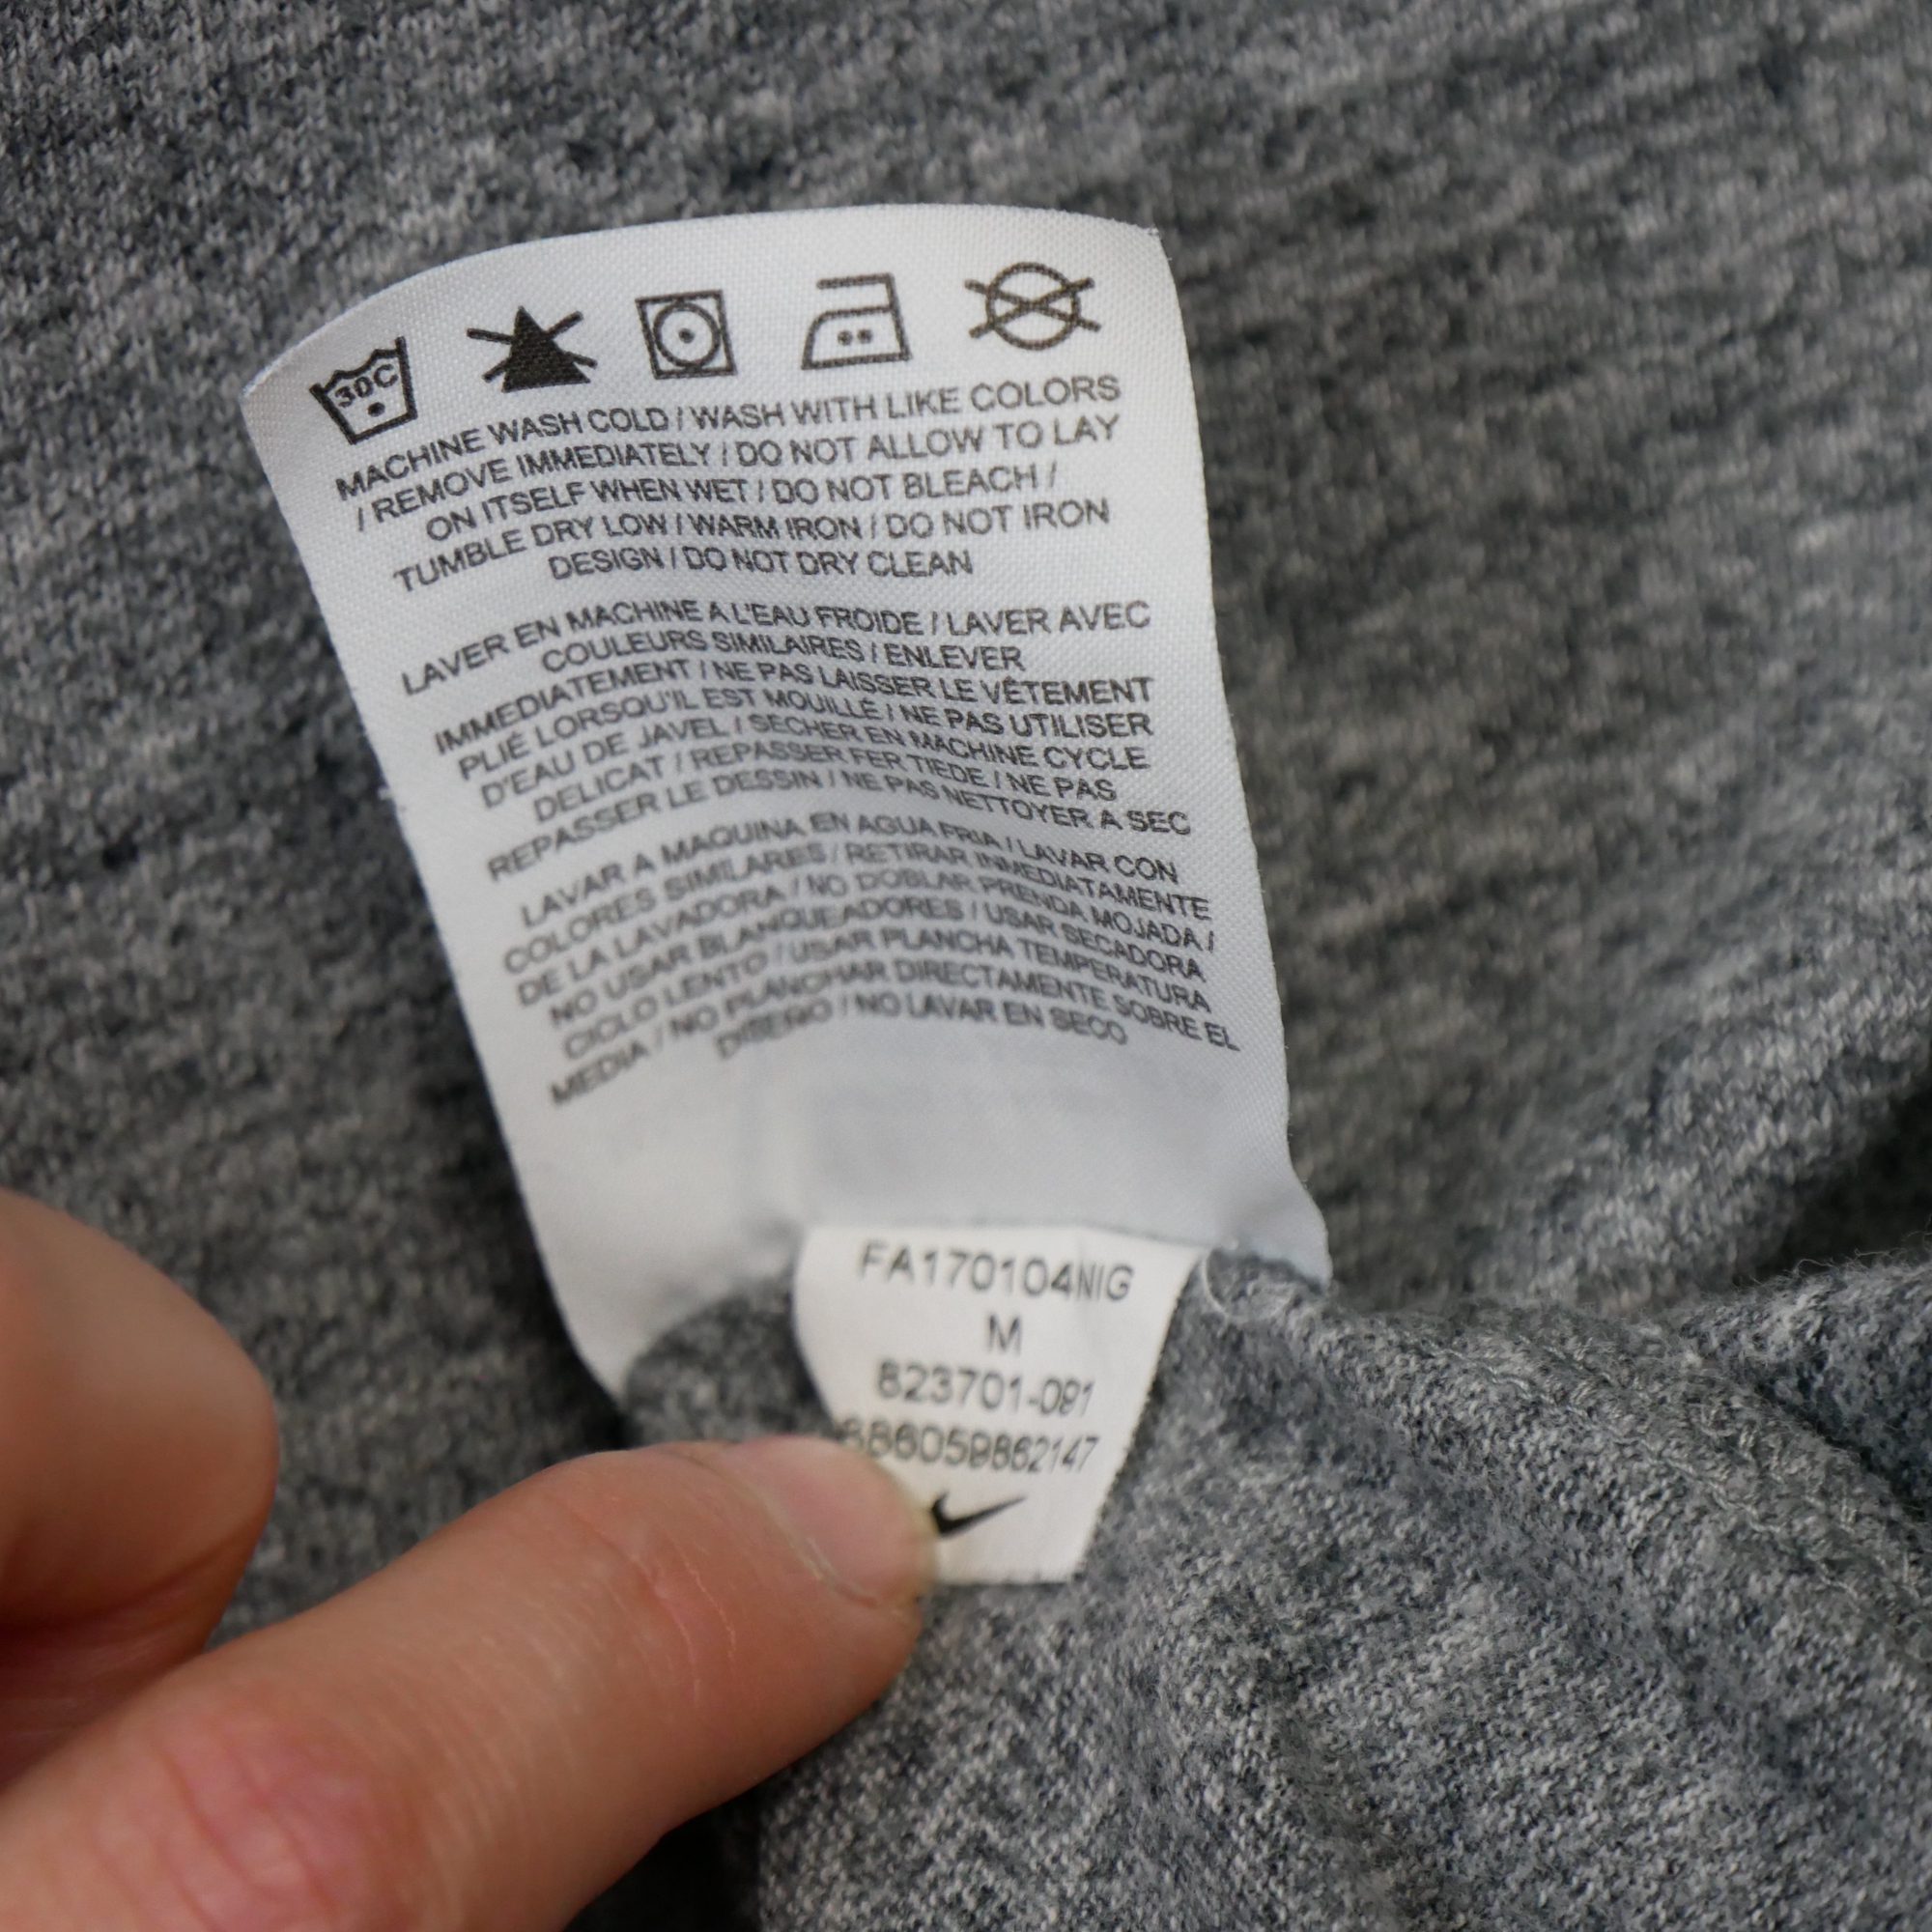 30C
MACHINE WASH COLD / WASH WITH LIKE COLORS
/ REMOVE IMMEDIATELY / DO NOT ALLOW TO LAY
ON ITSELF WHEN WET / DO NOT BLEACH /
TUMBLE DRY LOW / WARM IRON / DO NOT IRON
DESIGN / DO NOT DRY CLEAN
LAVER EN MACHINE A L'EAU FROIDE / LAVER AVEC
COULEURS SIMILAIRES / ENLEVER
IMMEDIATEMENT / NE PAS LAISSER LE VÊTEMENT
PLIÉ LORSQU'IL EST MOUILLÉ / NE PAS UTILISER
D'EAU DE JAVEL / SECHER EN MACHINE CYCLE
DELICAT / REPASSER FER TIEDE / NE PAS
REPASSER LE DESSIN / NE PAS NETTOYER A SEC
LAVAR A MAQUINA EN AGUA FRIA / LAVAR CON
COLORES SIMILARES / RETIRAR INMEDIATAMENTE
DE LA LAVADORA / NO DOBLAR PRENDA MOJADA /
NO USAR BLANQUEADORES / USAR SECADORA
CICLO LENTO / USAR PLANCHA TEMPERATURA
MEDIA / NO PLANCHAR DIRECTAMENTE SOBRE EL
DISENO / NO LAVAR EN SECO
FA170104NIG
M
823701-091
886059862147